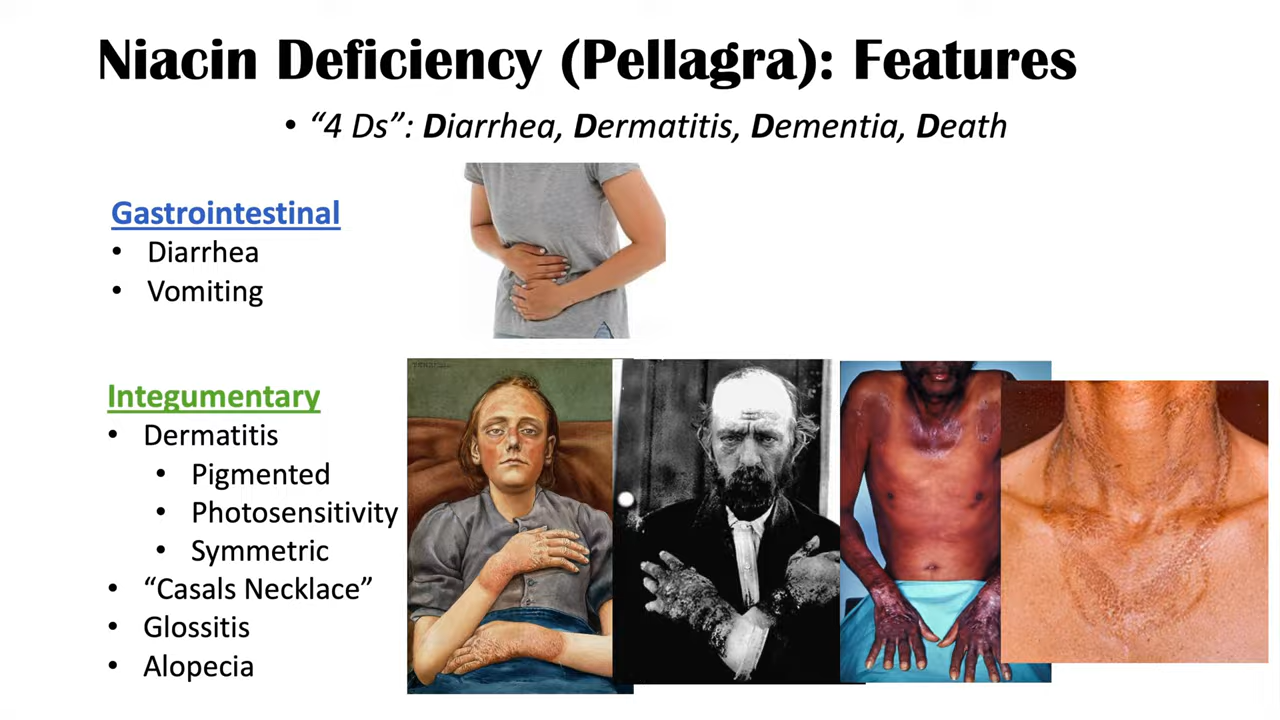 Niacin Deficiency (Pellagra): Features
• “4 Ds”: Diarrhea, Dermatitis, Dementia, Death
Gastrointestinal
• Diarrhea
• Vomiting
Integumentary
• Dermatitis
• Pigmented
• Photosensitivity
• Symmetric
• “Casals Necklace”
• Glossitis
• Alopecia